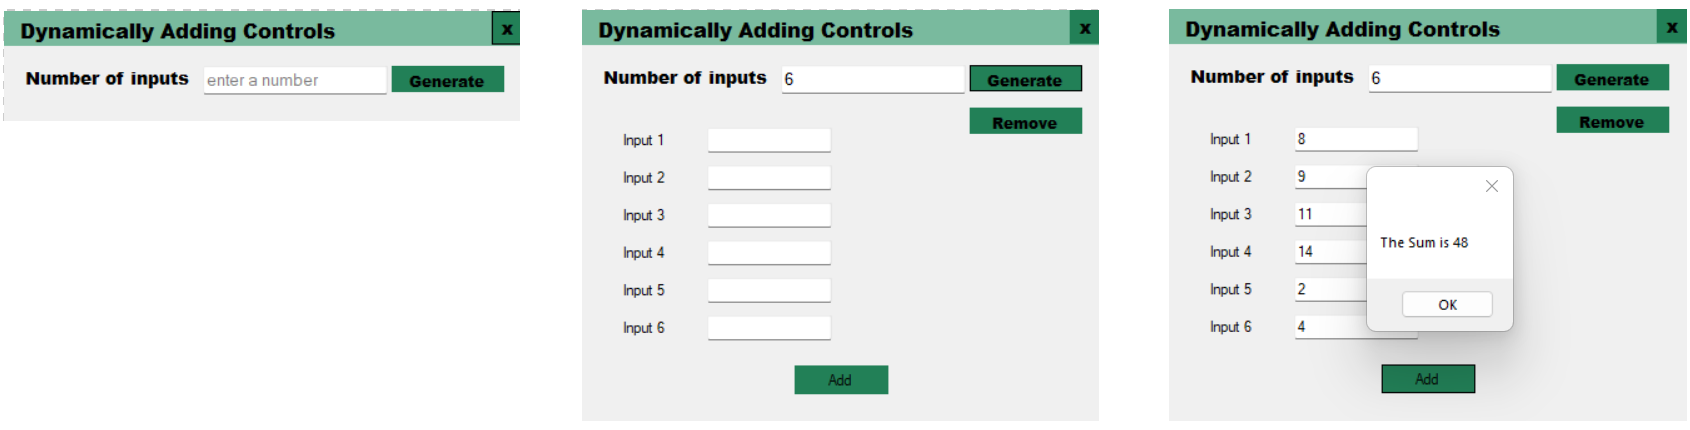 Dynamically Adding Controls x
Number of inputs enter a number Generate
Dynamically Adding Controls x
Number of inputs 6 Generate
Remove
Input 1
Input 2
Input 3
Input 4
Input 5
Input 6
Add
Dynamically Adding Controls x
Number of inputs 6 Generate
Remove
Input 1 8
Input 2 9
Input 3 11
Input 4 14
Input 5 2
Input 6 4
The Sum is 48
OK
Add